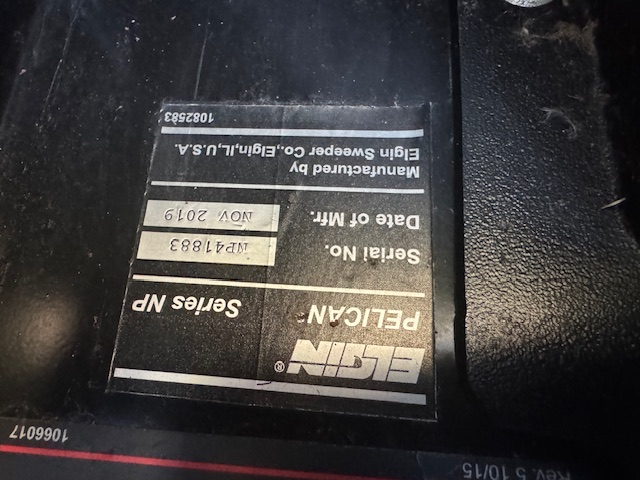 Rev. 5 10/15
1066017
ELGIN®
PELICAN® Series NP
Serial No. NP41883
Date of Mfr. NOV 2019
Manufactured by
Elgin Sweeper Co., Elgin, IL, U.S.A.
1082583